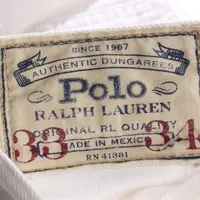 SINCE 1967
AUTHENTIC DUNGAREES
Polo
RALPH LAUREN
ORIGINAL RL QUALITY
33 34
MADE IN MEXICO
RN 41381